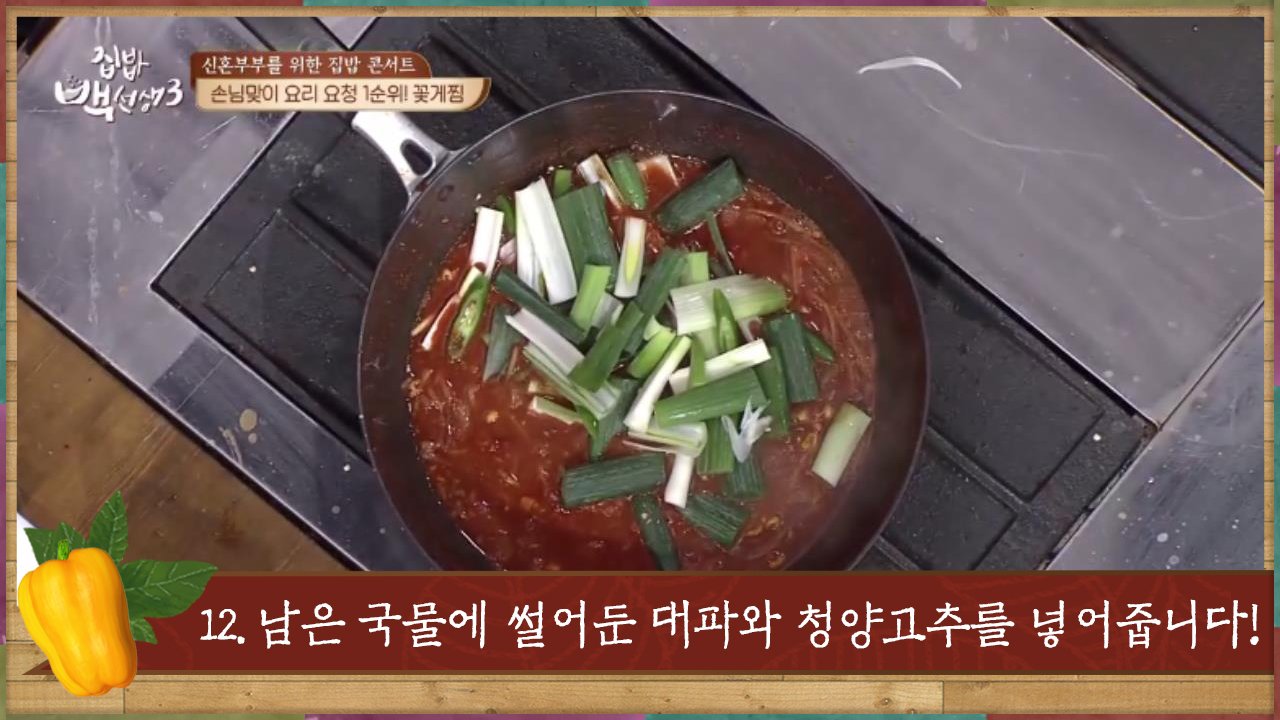 집밥
백선생3
신혼부부를 위한 집밥 콘서트
손님맞이 요리 요청 1순위! 꽃게찜
12. 남은 국물에 썰어둔 대파와 청양고추를 넣어줍니다!